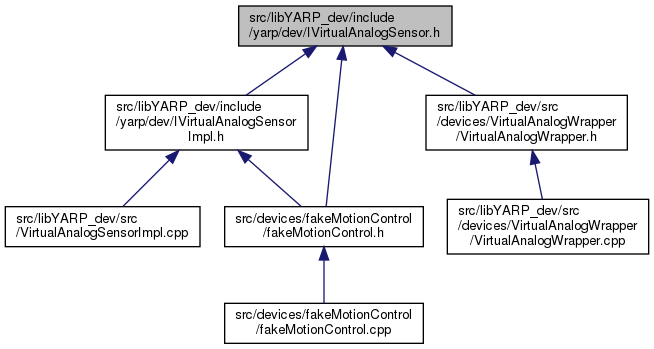 src/libYARP_dev/include
/yarp/dev/IVirtualAnalogSensor.h
src/libYARP_dev/include
/yarp/dev/IVirtualAnalogSensor
Impl.h
src/libYARP_dev/src
/devices/VirtualAnalogWrapper
/VirtualAnalogWrapper.h
src/libYARP_dev/src
/VirtualAnalogSensorImpl.cpp
src/devices/fakeMotionControl
/fakeMotionControl.h
src/libYARP_dev/src
/devices/VirtualAnalogWrapper
/VirtualAnalogWrapper.cpp
src/devices/fakeMotionControl
/fakeMotionControl.cpp